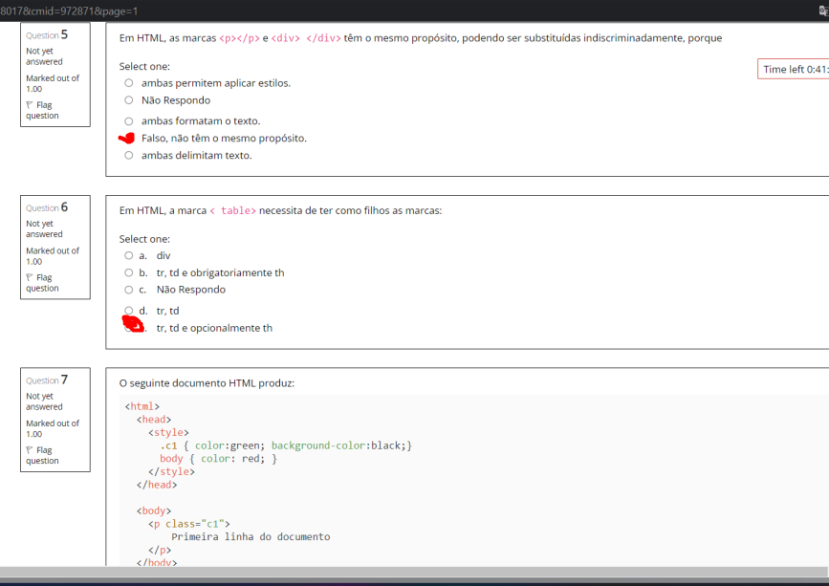 8017&cmid=972871&page=1
Question 5
Not yet
answered
Marked out of
1.00
Flag
question
Em HTML, as marcas <p></p> e <div> </div> têm o mesmo propósito, podendo ser substituídas indiscriminadamente, porque
Time left 0:41:
Select one:
ambas permitem aplicar estilos.
Não Respondo
ambas formatam o texto.
Falso, não têm o mesmo propósito.
ambas delimitam texto.
Question 6
Not yet
answered
Marked out of
1.00
Flag
question
Em HTML, a marca < table> necessita de ter como filhos as marcas:
Select one:
a. div
b. tr, td e obrigatoriamente th
c. Não Respondo
d. tr, td
tr, td e opcionalmente th
Question 7
Not yet
answered
Marked out of
1.00
Flag
question
O seguinte documento HTML produz:
<html>
<head>
<style>
.c1 { color:green; background-color:black;}
body { color: red; }
</style>
</head>
<body>
<p class="c1">
Primeira linha do documento
</p>
</body>